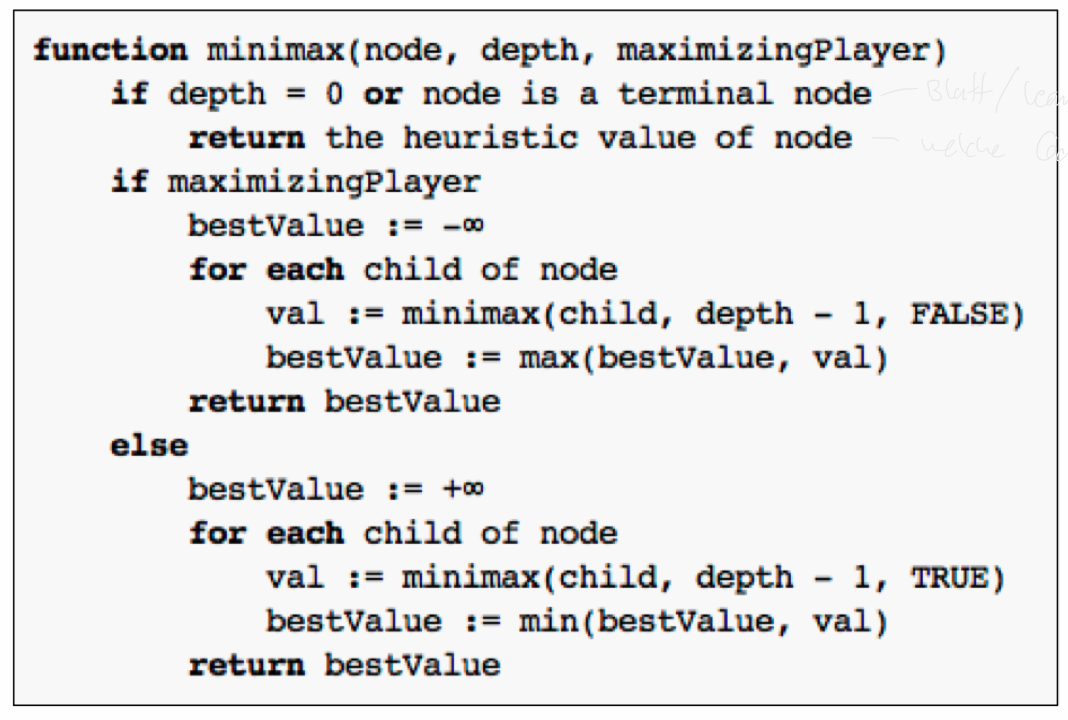 function minimax(node, depth, maximizingPlayer)
if depth = 0 or node is a terminal node — Blatt /
return the heuristic value of node — welche
if maximizingPlayer
bestValue := -∞
for each child of node
val := minimax(child, depth - 1, FALSE)
bestValue := max(bestValue, val)
return bestValue
else
bestValue := +∞
for each child of node
val := minimax(child, depth - 1, TRUE)
bestValue := min(bestValue, val)
return bestValue